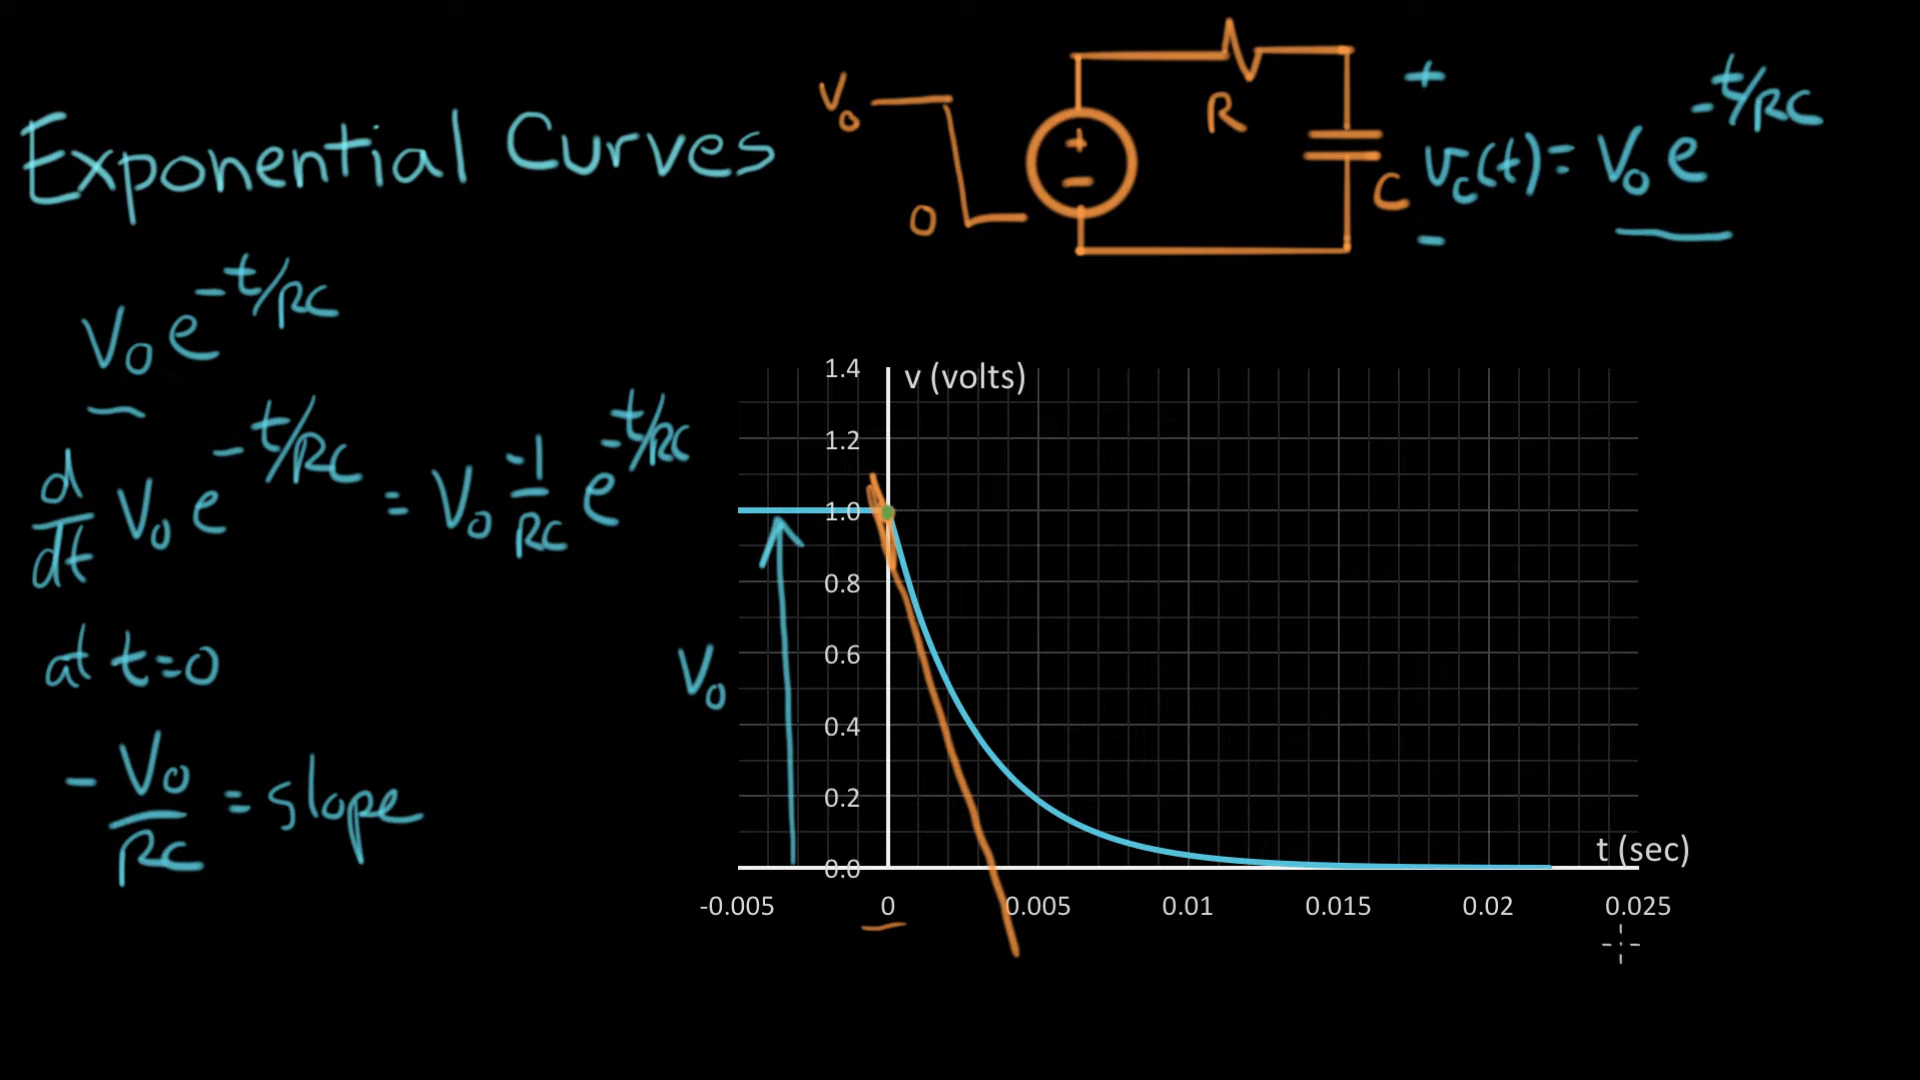 Exponential Curves
V₀
0
+
−
R
C
+
−
v_c(t) = V₀ e^(-t/RC)
V₀ e^(-t/RC)
d/dt V₀ e^(-t/RC) = V₀ -1/RC e^(-t/RC)
at t=0
- V₀/RC = slope
V₀
v (volts)
1.4
1.2
1.0
0.8
0.6
0.4
0.2
0.0
t (sec)
-0.005 0 0.005 0.01 0.015 0.02 0.025